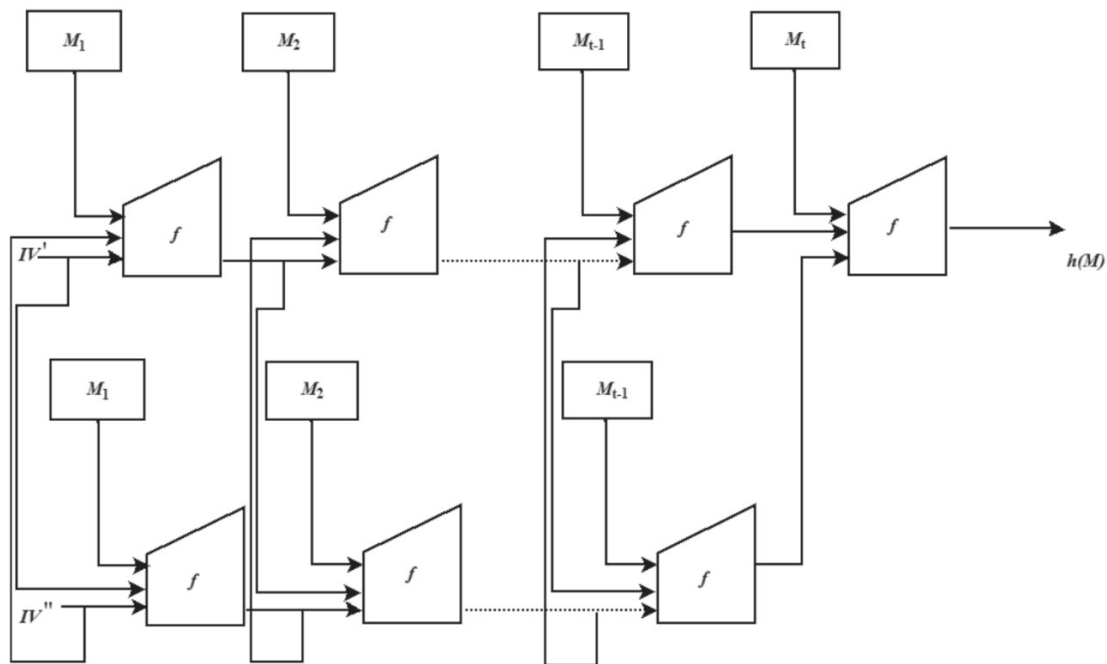 M₁ M₂ Mₜ₋₁ Mₜ
f f f f
IV'
h(M)
M₁ M₂ Mₜ₋₁
f f f
IV''